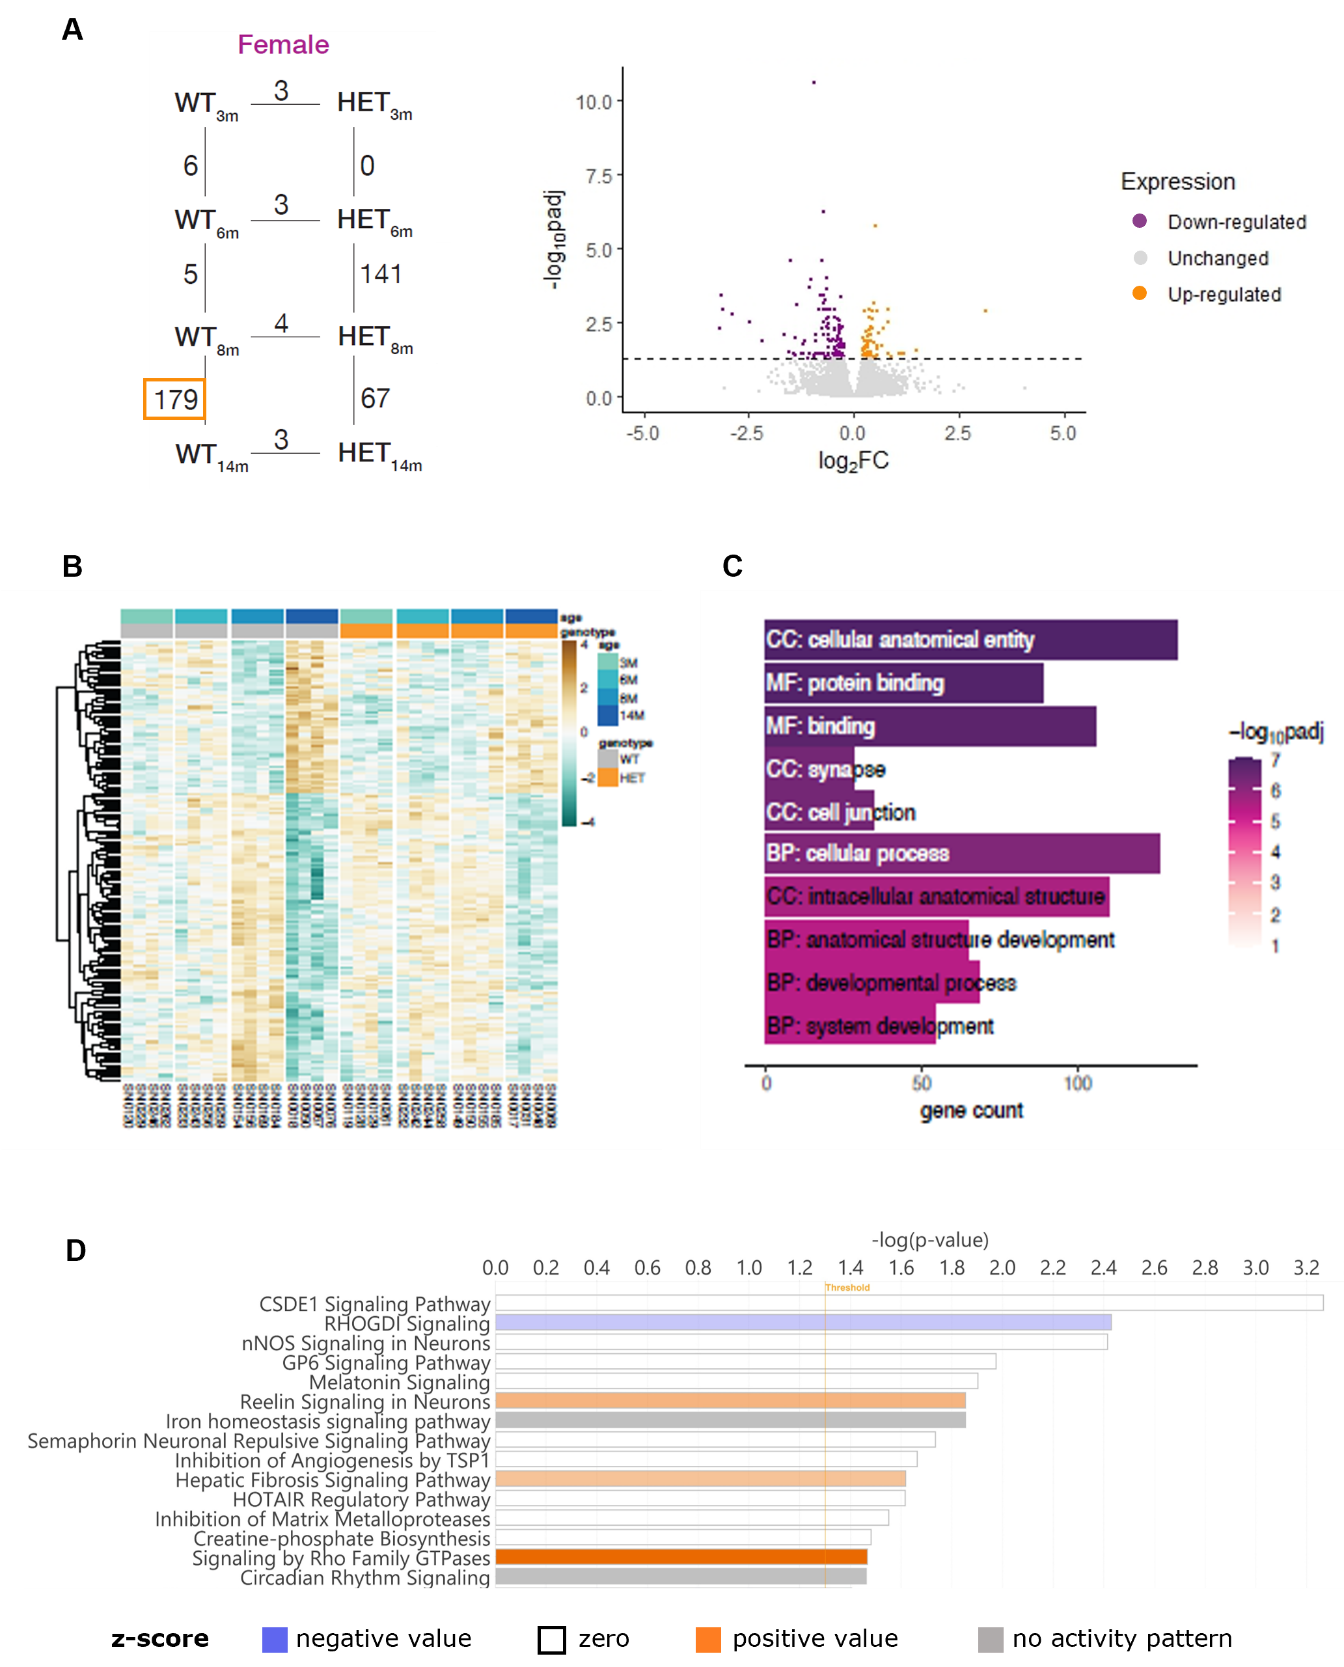 A
Female
WT3m 3 HET3m
6 0
WT6m 3 HET6m
5 141
WT8m 4 HET8m
179 67
WT14m 3 HET14m
-log10padj
10.0
7.5
5.0
2.5
0.0
-5.0 -2.5 0.0 2.5 5.0
log2FC
Expression
Down-regulated
Unchanged
Up-regulated
B
age
genotype
4
2
0
-2
-4
age
3M
6M
8M
14M
genotype
WT
HET
C
CC: cellular anatomical entity
MF: protein binding
MF: binding
CC: synapse
CC: cell junction
BP: cellular process
CC: intracellular anatomical structure
BP: anatomical structure development
BP: developmental process
BP: system development
0 50 100
gene count
-log10padj
7
6
5
4
3
2
1
D
-log(p-value)
0.0 0.2 0.4 0.6 0.8 1.0 1.2 1.4 1.6 1.8 2.0 2.2 2.4 2.6 2.8 3.0 3.2
Threshold
CSDE1 Signaling Pathway
RHOGDI Signaling
nNOS Signaling in Neurons
GP6 Signaling Pathway
Melatonin Signaling
Reelin Signaling in Neurons
Iron homeostasis signaling pathway
Semaphorin Neuronal Repulsive Signaling Pathway
Inhibition of Angiogenesis by TSP1
Hepatic Fibrosis Signaling Pathway
HOTAIR Regulatory Pathway
Inhibition of Matrix Metalloproteases
Creatine-phosphate Biosynthesis
Signaling by Rho Family GTPases
Circadian Rhythm Signaling
z-score negative value zero positive value no activity pattern